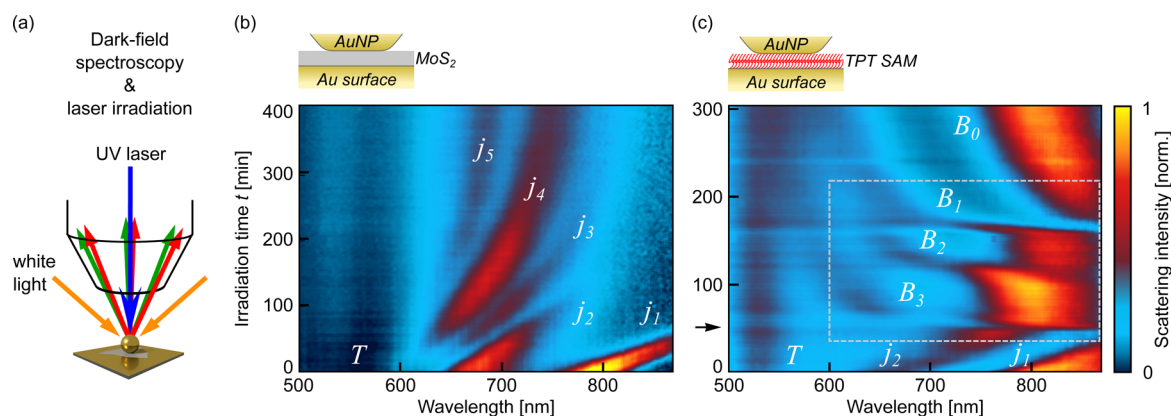 (a)
Dark-field
spectroscopy
&
laser irradiation
UV laser
white
light
(b)
AuNP
MoS2
Au surface
Irradiation time t [min]
400
300
200
100
0
j5
j4
j3
j2
j1
T
500 600 700 800
Wavelength [nm]
(c)
AuNP
TPT SAM
Au surface
300
200
100
0
B0
B1
B2
B3
T
j2
j1
500 600 700 800
Wavelength [nm]
1
0
Scattering intensity [norm.]